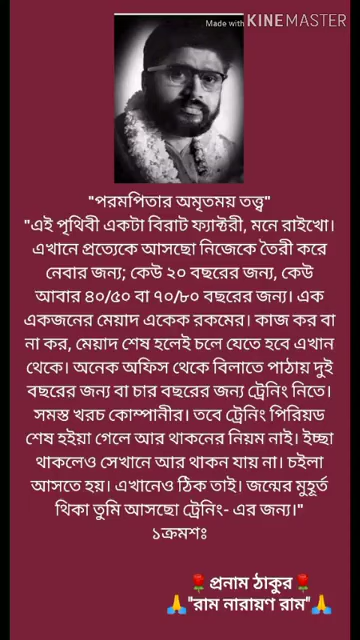 Made with KINEMASTER
"পরমপিতার অমৃতময় তত্ত্ব"
"এই পৃথিবী একটা বিরাট ফ্যাক্টরী, মনে রাইখো।
এখানে প্রত্যেকে আসছো নিজেকে তৈরী করে
নেবার জন্য; কেউ ২০ বছরের জন্য, কেউ
আবার ৪০/৫০ বা ৭০/৮০ বছরের জন্য। এক
একজনের মেয়াদ একেক রকমের। কাজ কর বা
না কর, মেয়াদ শেষ হলেই চলে যেতে হবে এখান
থেকে। অনেক অফিস থেকে বিলাতে পাঠায় দুই
বছরের জন্য বা চার বছরের জন্য ট্রেনিং নিতে।
সমস্ত খরচ কোম্পানীর। তবে ট্রেনিং পিরিয়ড
শেষ হইয়া গেলে আর থাকনের নিয়ম নাই। ইচ্ছা
থাকলেও সেখানে আর থাকন যায় না। চইলা
আসতে হয়। এখানেও ঠিক তাই। জন্মের মুহূর্ত
থিকা তুমি আসছো ট্রেনিং- এর জন্য।"
১ক্রমশঃ
🌹প্রনাম ঠাকুর🌹
🙏"রাম নারায়ণ রাম"🙏